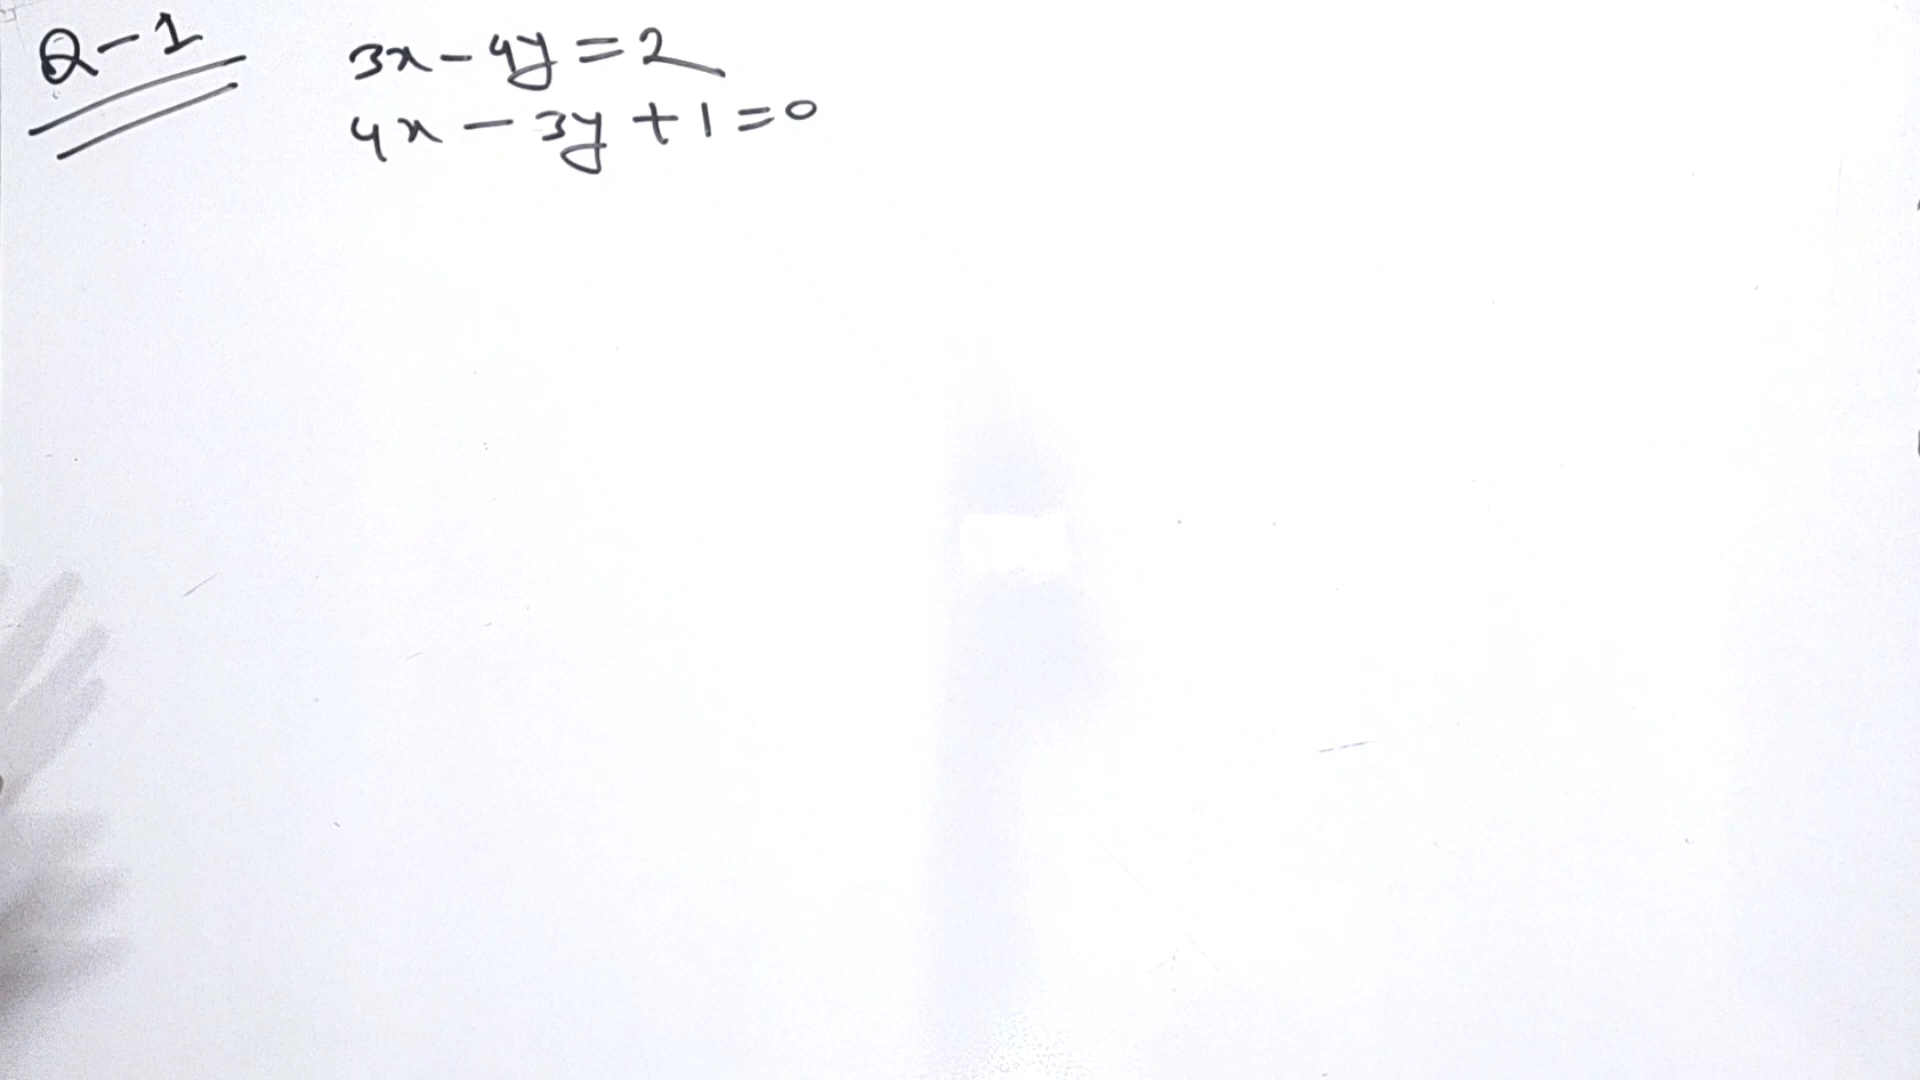 Q-1 3x - 4y = 2
4x - 3y + 1 = 0